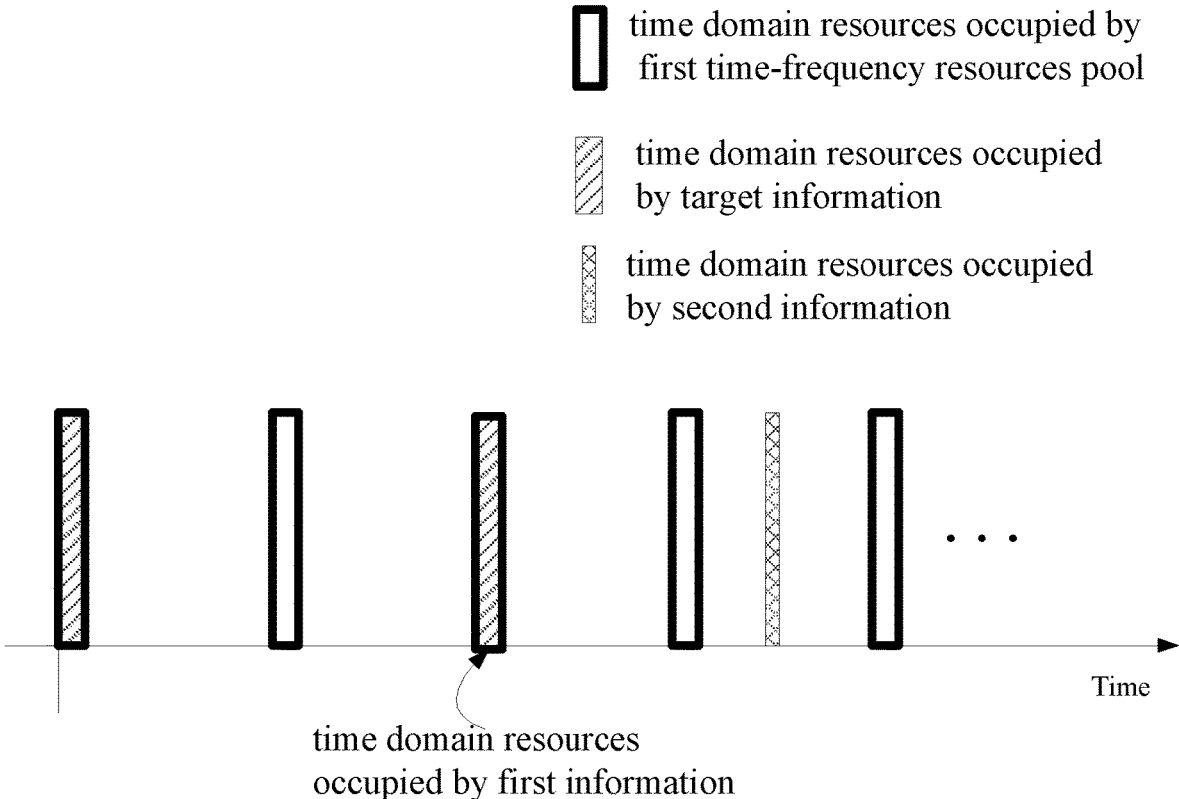 time domain resources occupied by
first time-frequency resources pool
time domain resources occupied
by target information
time domain resources occupied
by second information
. . .
Time
time domain resources
occupied by first information